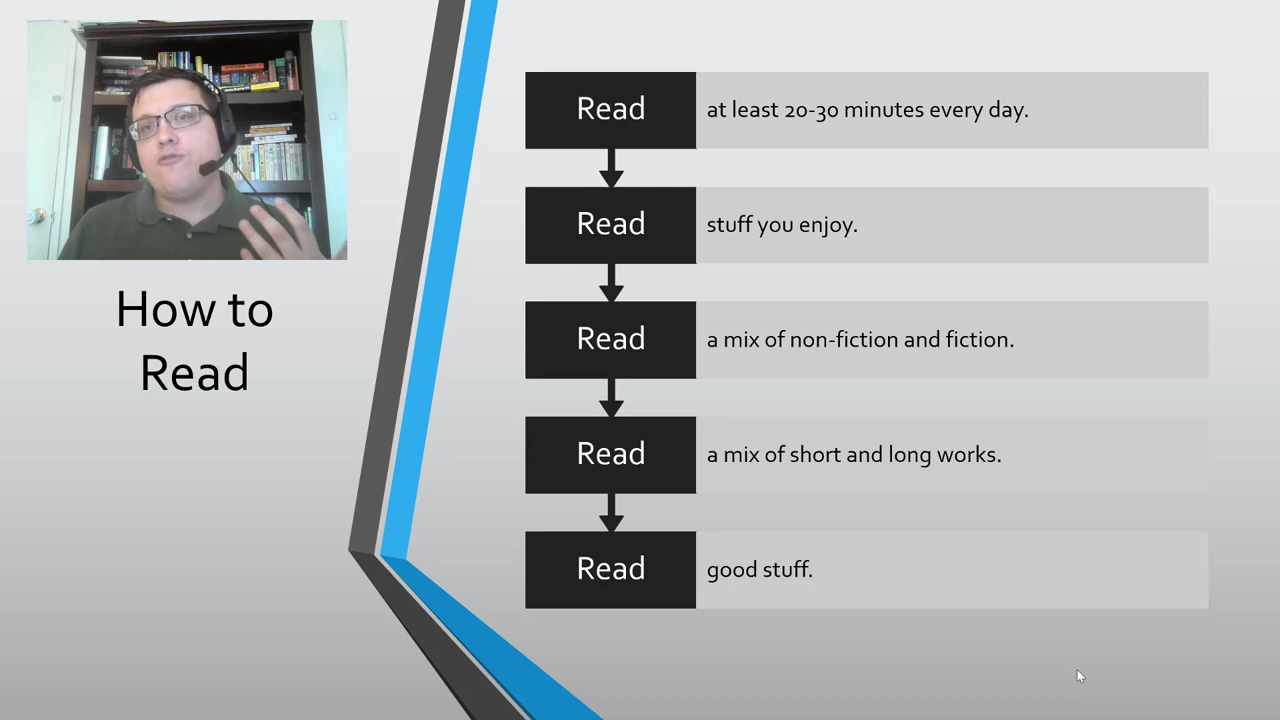 How to
Read
Read at least 20-30 minutes every day.
Read stuff you enjoy.
Read a mix of non-fiction and fiction.
Read a mix of short and long works.
Read good stuff.